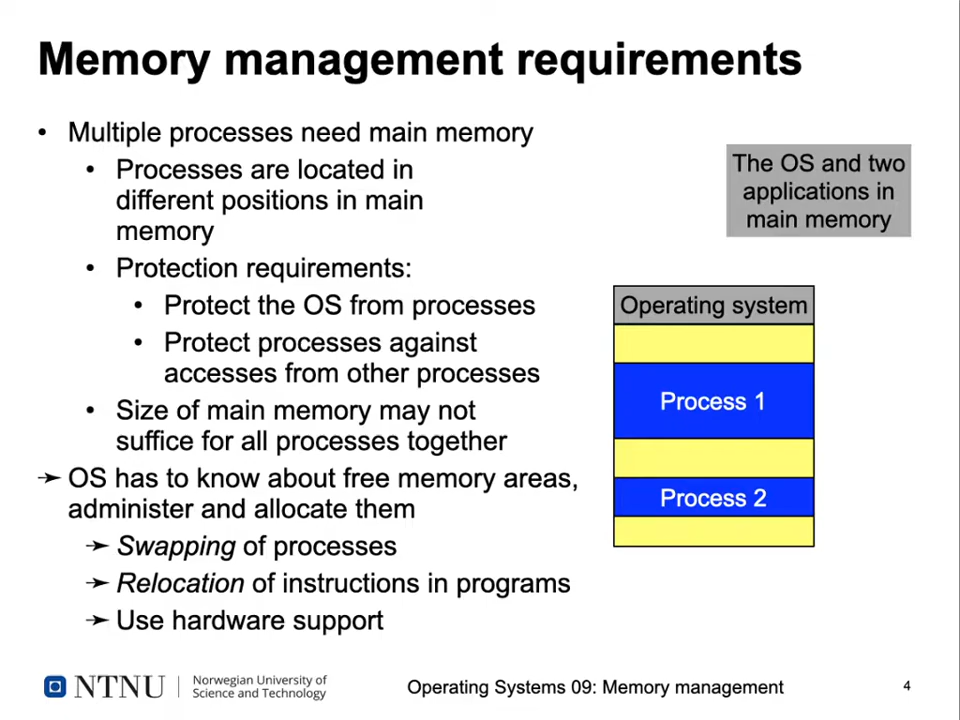 Memory management requirements
• Multiple processes need main memory
• Processes are located in
different positions in main
memory
• Protection requirements:
• Protect the OS from processes
• Protect processes against
accesses from other processes
• Size of main memory may not
suffice for all processes together
➛ OS has to know about free memory areas,
administer and allocate them
➛ Swapping of processes
➛ Relocation of instructions in programs
➛ Use hardware support
The OS and two
applications in
main memory
Operating system
Process 1
Process 2
NTNU
Norwegian University of
Science and Technology
Operating Systems 09: Memory management
4